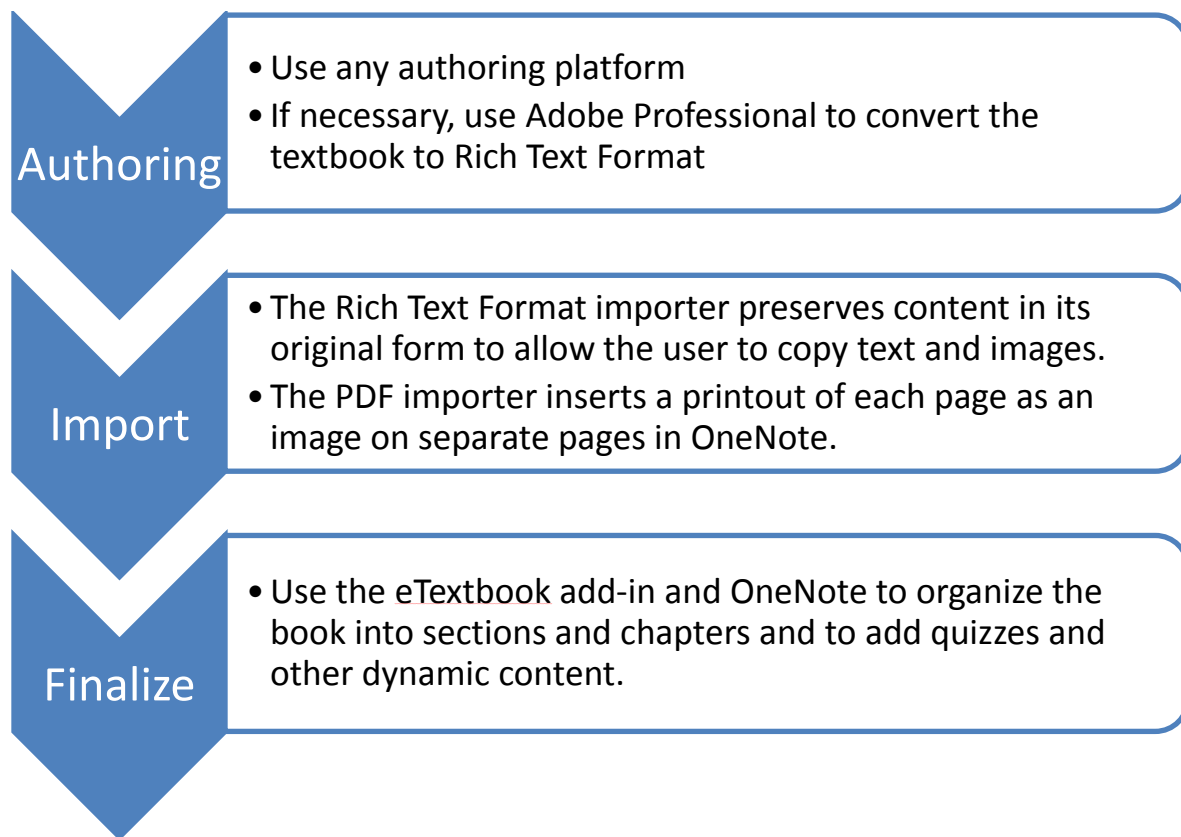 Authoring
• Use any authoring platform
• If necessary, use Adobe Professional to convert the
textbook to Rich Text Format
Import
• The Rich Text Format importer preserves content in its
original form to allow the user to copy text and images.
• The PDF importer inserts a printout of each page as an
image on separate pages in OneNote.
Finalize
• Use the eTextbook add-in and OneNote to organize the
book into sections and chapters and to add quizzes and
other dynamic content.